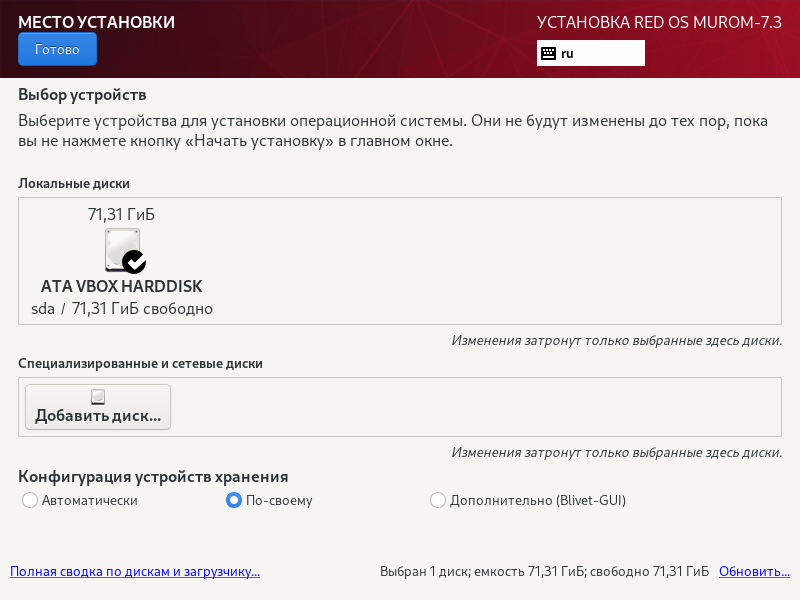 МЕСТО УСТАНОВКИ
УСТАНОВКА RED OS MUROM-7.3
Готово
ru
Выбор устройств
Выберите устройства для установки операционной системы. Они не будут изменены до тех пор, пока
вы не нажмете кнопку «Начать установку» в главном окне.
Локальные диски
71,31 ГиБ
ATA VBOX HARDDISK
sda / 71,31 ГиБ свободно
Изменения затронут только выбранные здесь диски.
Специализированные и сетевые диски
Добавить диск...
Изменения затронут только выбранные здесь диски.
Конфигурация устройств хранения
Автоматически
По-своему
Дополнительно (Blivet-GUI)
Полная сводка по дискам и загрузчику...
Выбран 1 диск; емкость 71,31 ГиБ; свободно 71,31 ГиБ
Обновить...